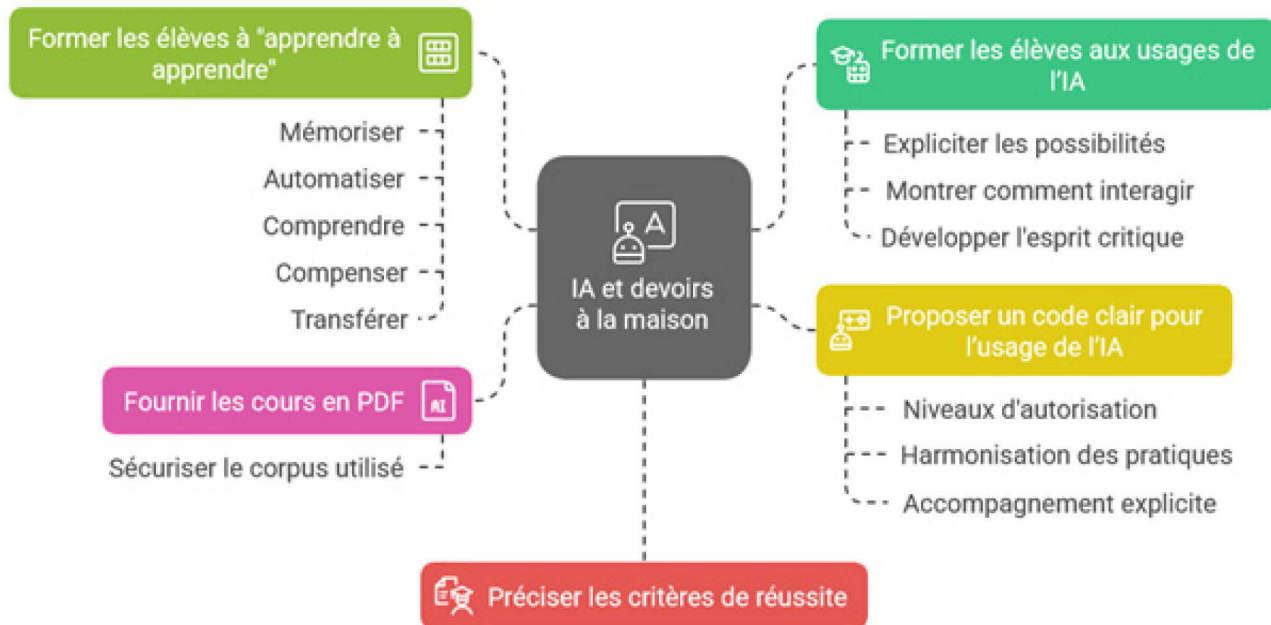 Former les élèves à "apprendre à
apprendre"
Mémoriser
Automatiser
Comprendre
Compenser
Transférer
Fournir les cours en PDF
AI
Sécuriser le corpus utilisé
A
IA et devoirs
à la maison
Former les élèves aux usages de
l'IA
Expliciter les possibilités
Montrer comment interagir
Développer l'esprit critique
Proposer un code clair pour
l'usage de l'IA
Niveaux d'autorisation
Harmonisation des pratiques
Accompagnement explicite
Préciser les critères de réussite